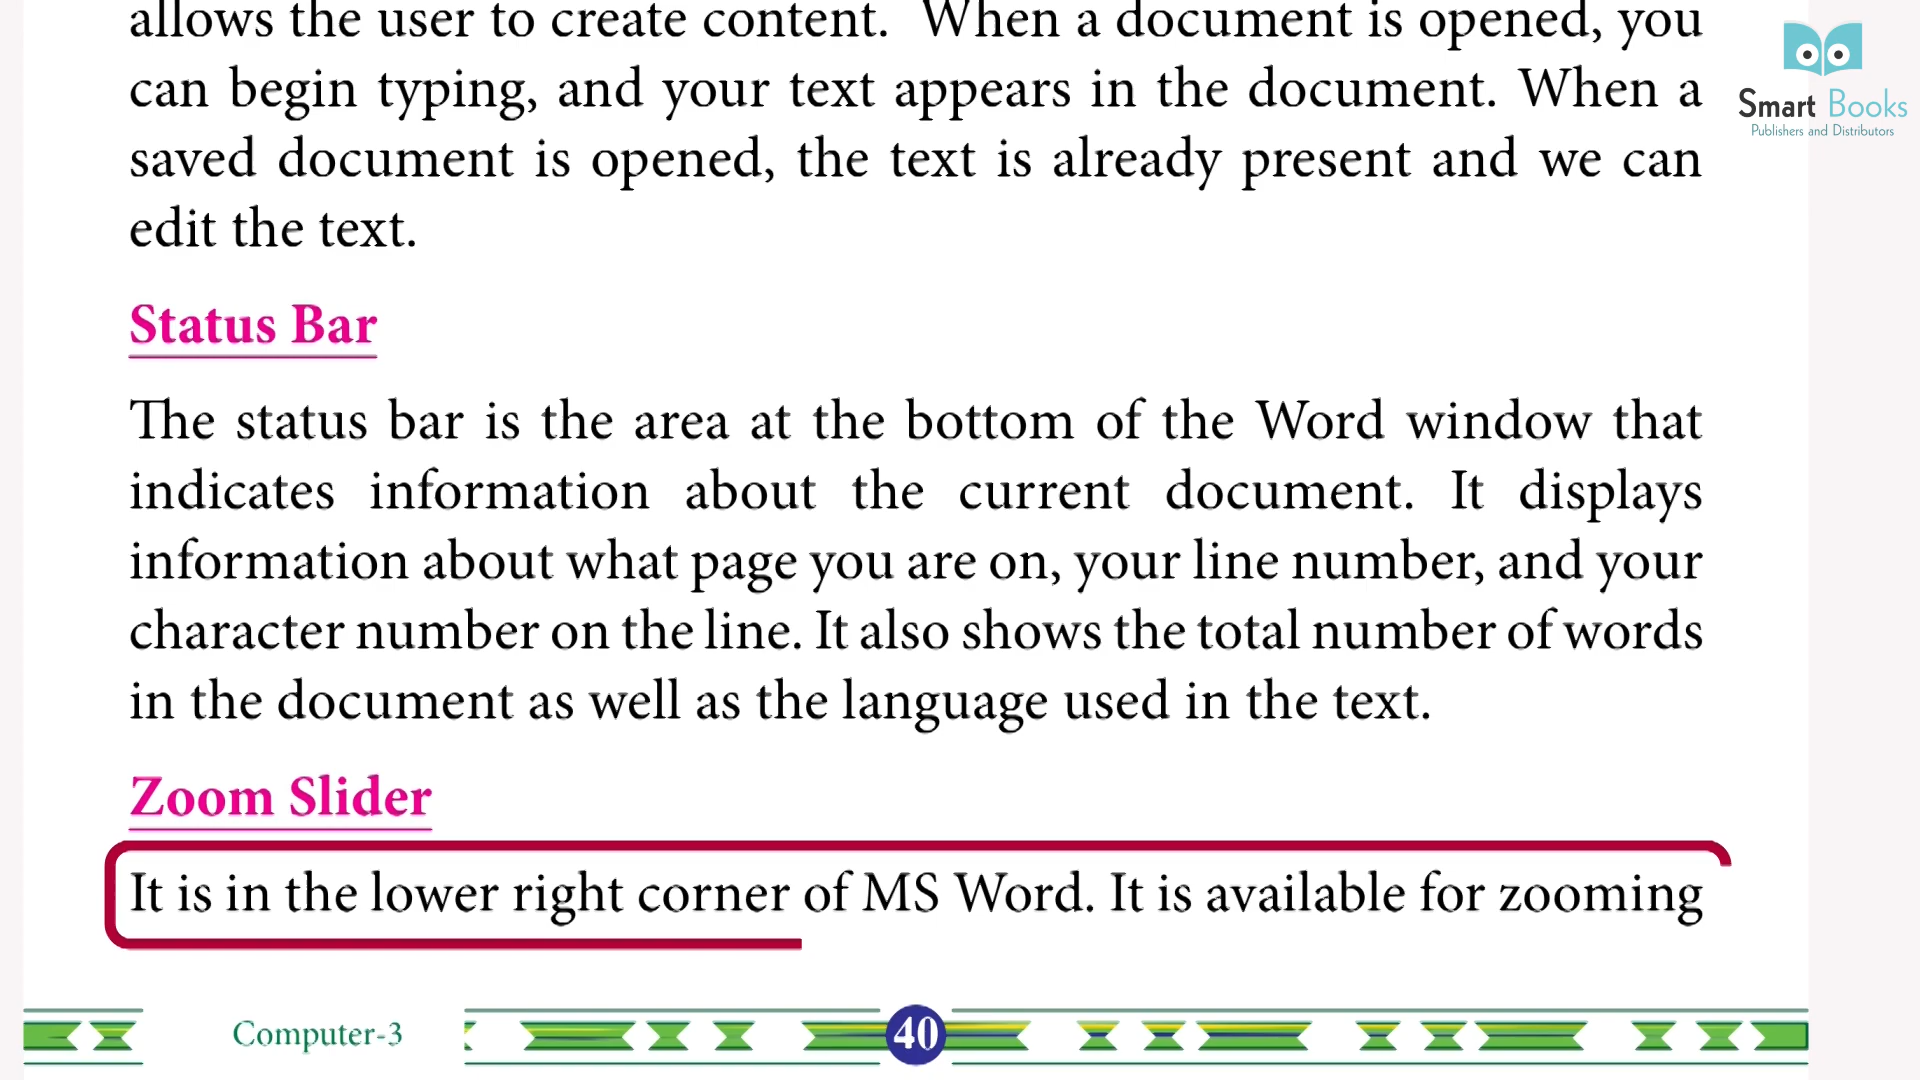 allows the user to create content.  When a document is opened, you
can begin typing, and your text appears in the document. When a
saved document is opened, the text is already present and we can
edit the text.
Status Bar
The status bar is the area at the bottom of the Word window that
indicates information about the current document. It displays
information about what page you are on, your line number, and your
character number on the line. It also shows the total number of words
in the document as well as the language used in the text.
Zoom Slider
It is in the lower right corner of MS Word. It is available for zooming
Computer-3
40
Smart Books
Publishers and Distributors